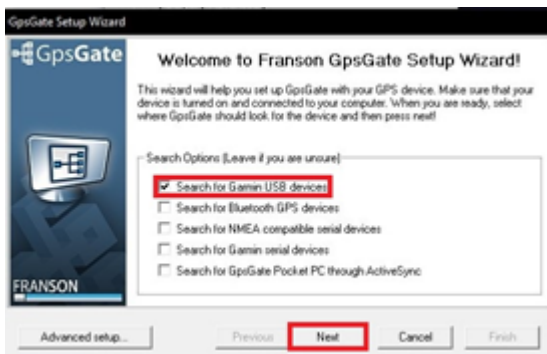 GpsGate Setup Wizard
GpsGate
Welcome to Franson GpsGate Setup Wizard!
This wizard will help you set up GpsGate with your GPS device. Make sure that your
device is turned on and connected to your computer. When you are ready, select
where GpsGate should look for the device and then press next!
Search Options (Leave if you are unsure)
Search for Garmin USB devices
Search for Bluetooth GPS devices
Search for NMEA compatible serial devices
Search for Garmin serial devices
Search for GpsGate Pocket PC through ActiveSync
FRANSON
Advanced setup...
Previous
Next
Cancel
Finish